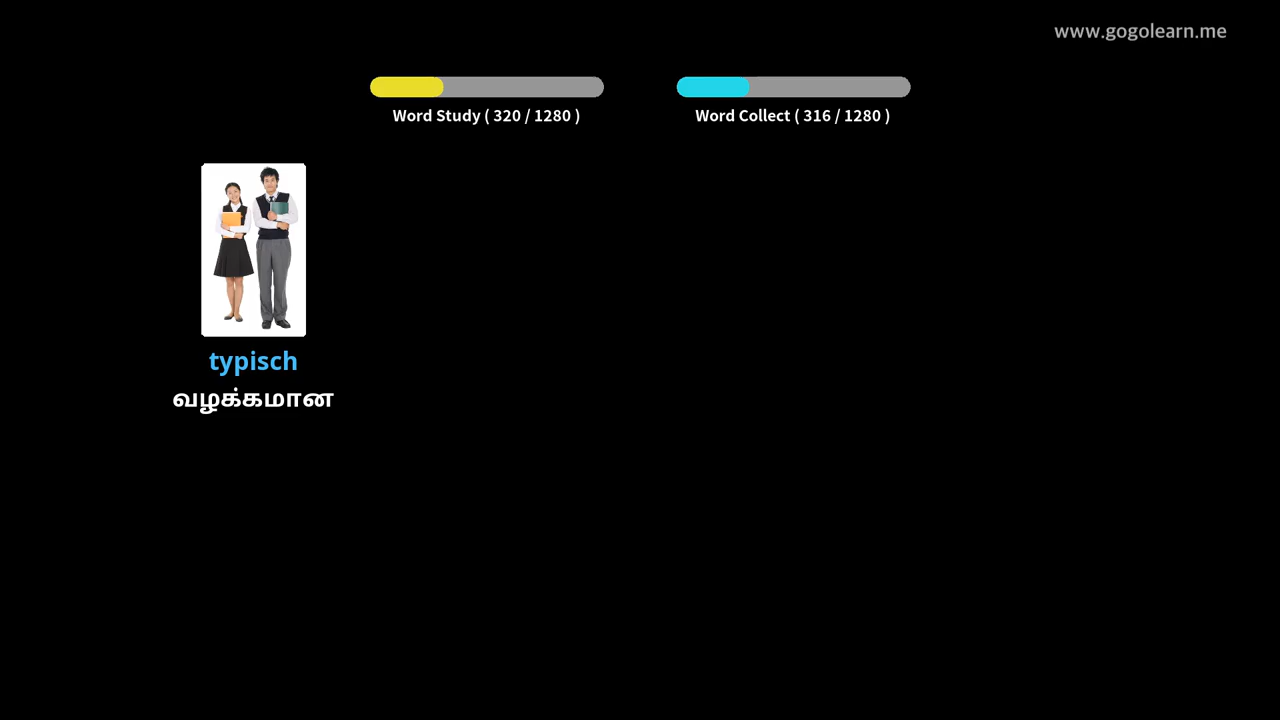 www.gogolearn.me
Word Study ( 320 / 1280 )
Word Collect ( 316 / 1280 )
typisch
வழக்கமான